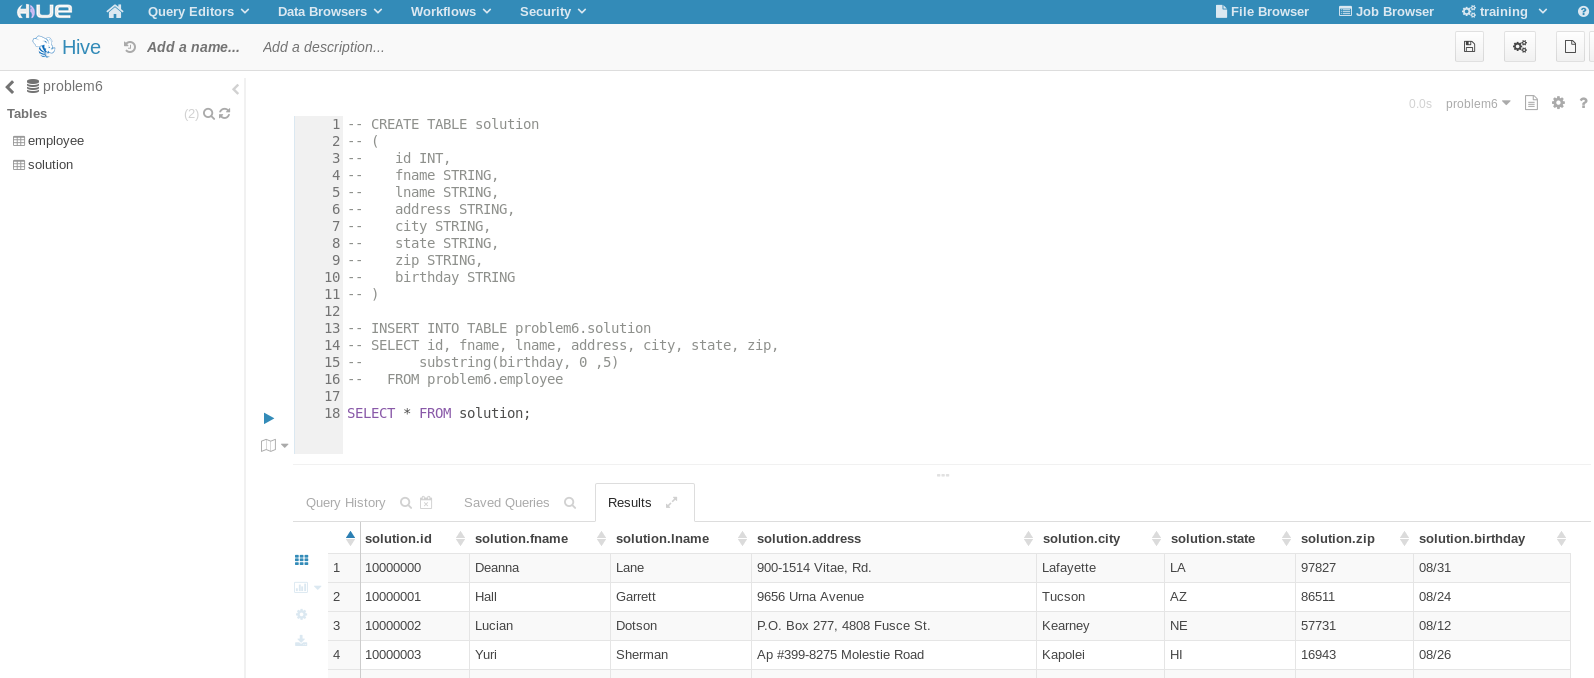 HUE Query Editors Data Browsers Workflows Security File Browser Job Browser training
Hive Add a name... Add a description...
problem6
Tables (2)
employee
solution
0.0s problem6
1 -- CREATE TABLE solution
2 -- (
3 --    id INT,
4 --    fname STRING,
5 --    lname STRING,
6 --    address STRING,
7 --    city STRING,
8 --    state STRING,
9 --    zip STRING,
10 --    birthday STRING
11 -- )
12
13 -- INSERT INTO TABLE problem6.solution
14 -- SELECT id, fname, lname, address, city, state, zip,
15 --       substring(birthday, 0 ,5)
16 --   FROM problem6.employee
17
18 SELECT * FROM solution;
Query History Saved Queries Results
solution.id solution.fname solution.lname solution.address solution.city solution.state solution.zip solution.birthday
1 10000000 Deanna Lane 900-1514 Vitae, Rd. Lafayette LA 97827 08/31
2 10000001 Hall Garrett 9656 Urna Avenue Tucson AZ 86511 08/24
3 10000002 Lucian Dotson P.O. Box 277, 4808 Fusce St. Kearney NE 57731 08/12
4 10000003 Yuri Sherman Ap #399-8275 Molestie Road Kapolei HI 16943 08/26